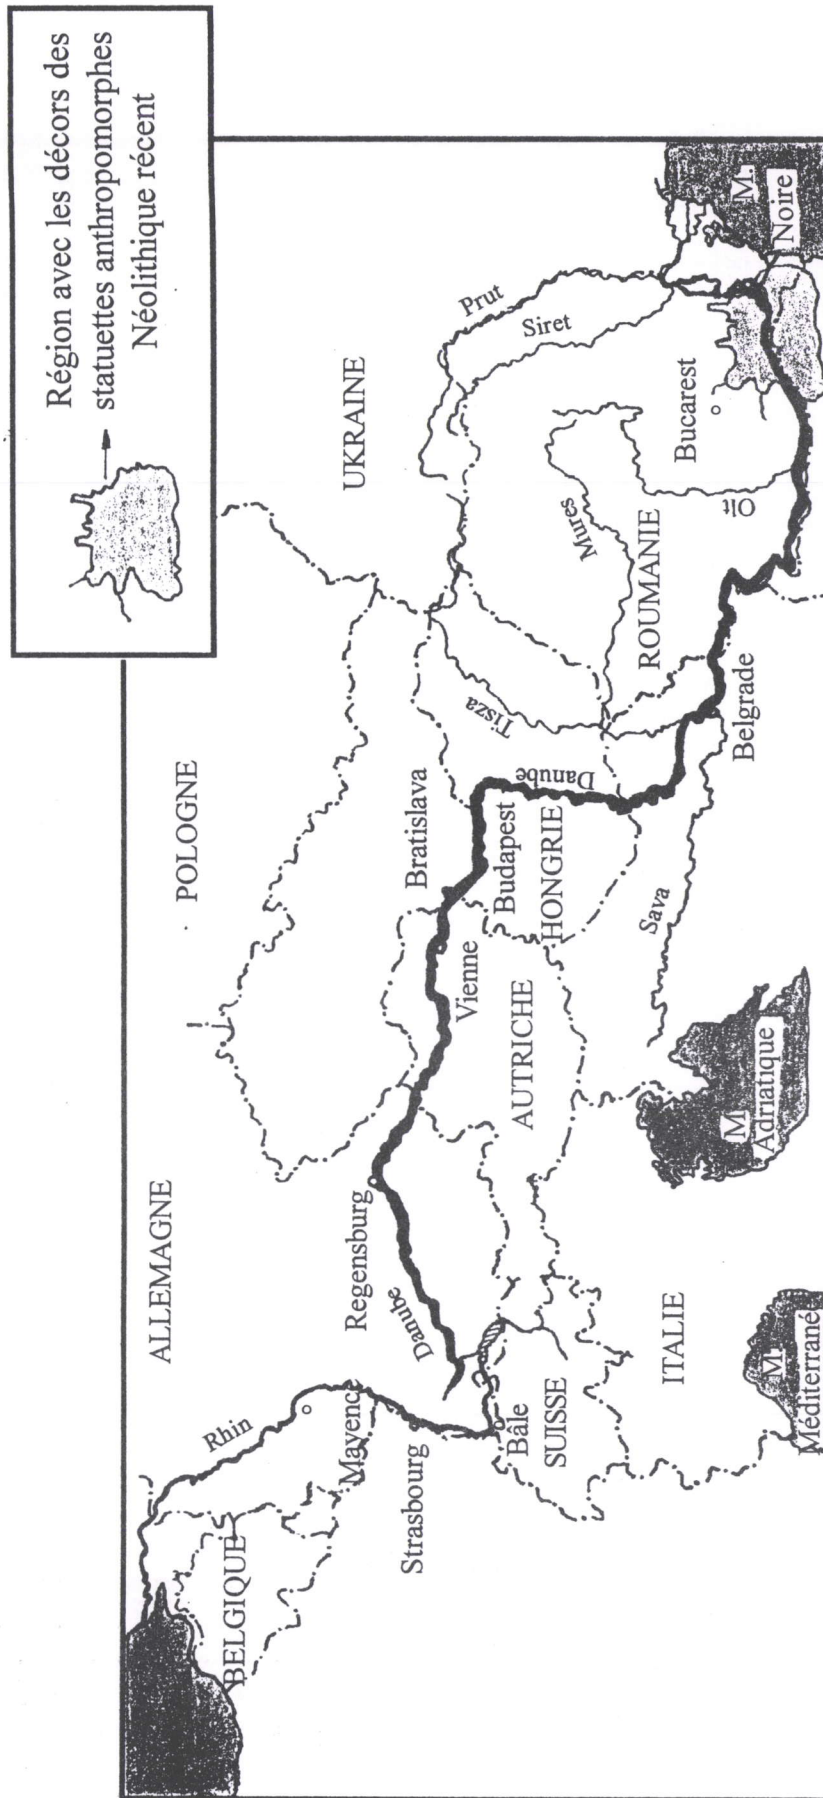 Région avec les décors des
statuettes anthropomorphes
Néolithique récent
POLOGNE
ALLEMAGNE
UKRAINE
Rhin
Prut
Siret
Regensburg
Bratislava
Mayence
Danube
Vienne
Tisza
Strasbourg
Budapest
Danube
Mures
BELGIQUE
AUTRICHE
HONGRIE
Bâle
SUISSE
ROUMANIE
Bucarest
Olt
Sava
ITALIE
Belgrade
M.
Noire
M.
Adriatique
M.
Méditerrané